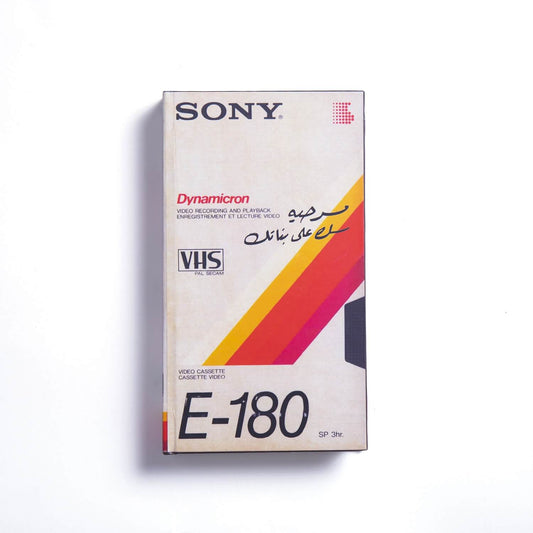 SONY®
Dynamicron
VIDEO RECORDING AND PLAYBACK
ENREGISTREMENT ET LECTURE VIDEO
مسرحيه
سك على بناتك
VHS
PAL SECAM
VIDEO CASSETTE
CASSETTE VIDEO
E-180
SP 3hr.